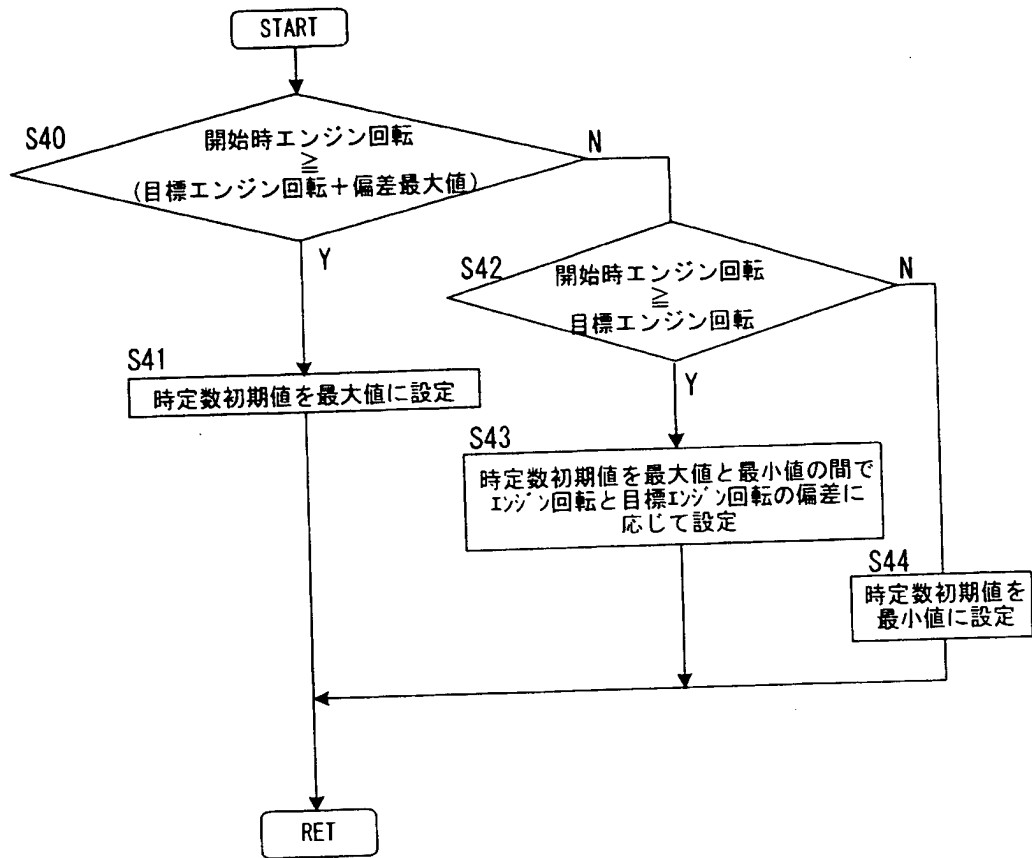 START
S40
開始時エンジン回転
≧
(目標エンジン回転+偏差最大値)
N
Y
S42
開始時エンジン回転
≧
目標エンジン回転
N
Y
S41
時定数初期値を最大値に設定
S43
時定数初期値を最大値と最小値の間で
エンジン回転と目標エンジン回転の偏差に
応じて設定
S44
時定数初期値を
最小値に設定
RET